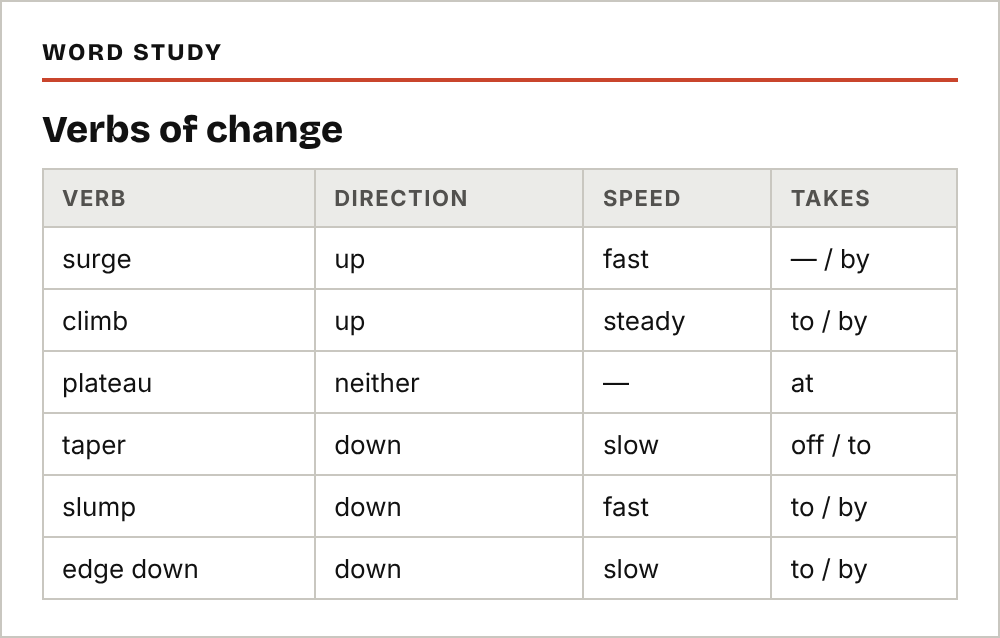 WORD STUDY
Verbs of change
VERB DIRECTION SPEED TAKES
surge up fast — / by
climb up steady to / by
plateau neither — at
taper down slow off / to
slump down fast to / by
edge down down slow to / by